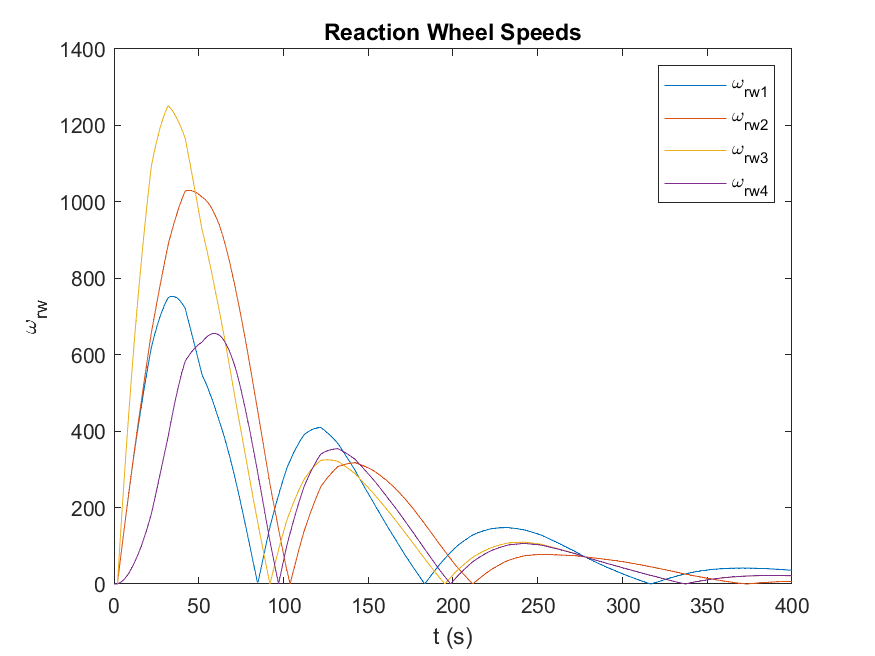 Reaction Wheel Speeds
1400
1200
1000
800
600
400
200
0
ω_rw
ω_rw1
ω_rw2
ω_rw3
ω_rw4
0 50 100 150 200 250 300 350 400
t (s)